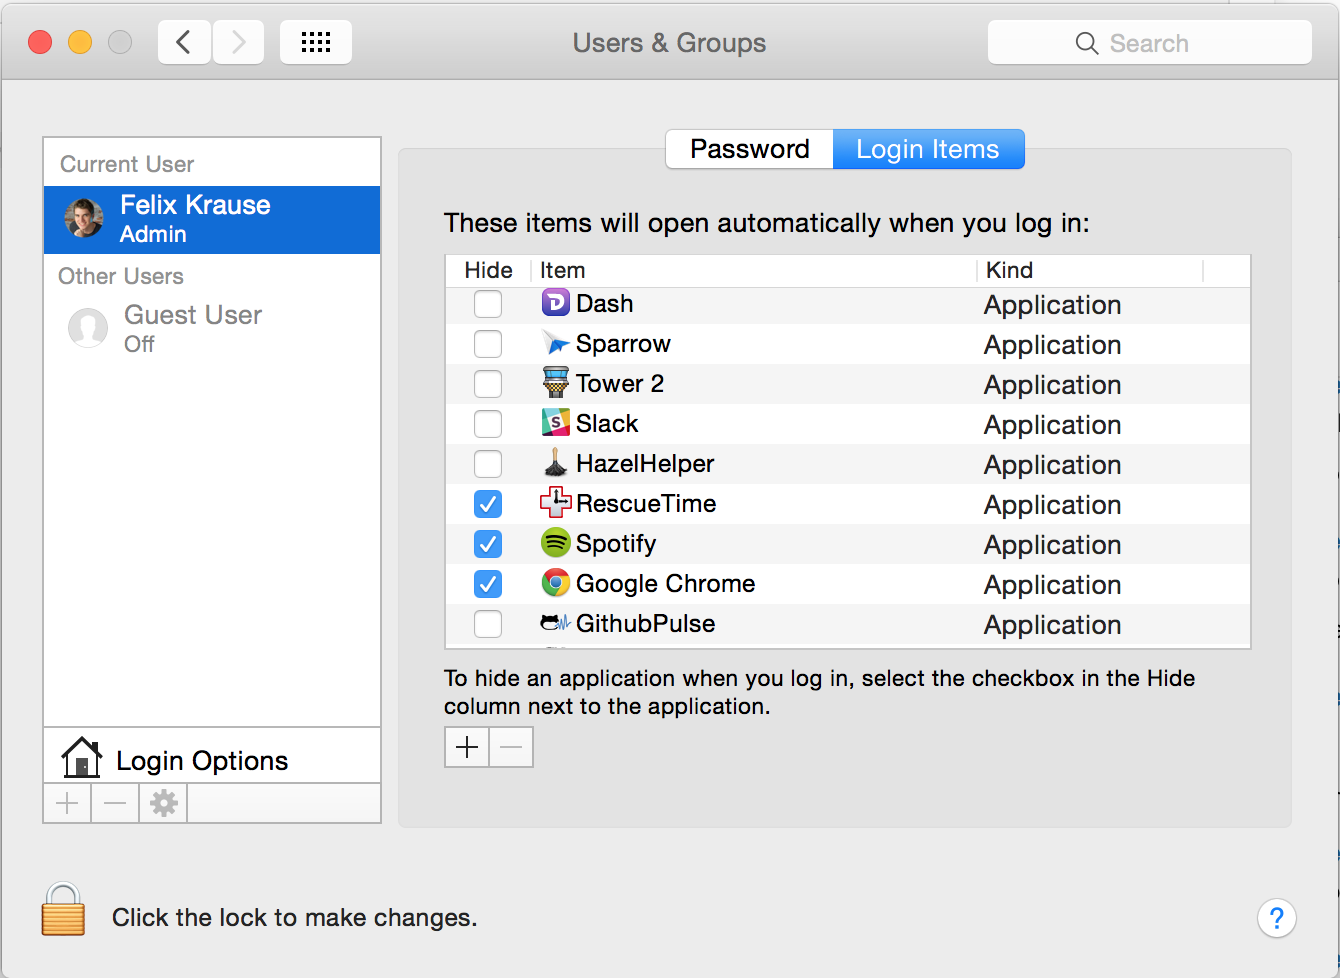 Users & Groups
Search
Current User
Felix Krause
Admin
Other Users
Guest User
Off
Login Options
Password
Login Items
These items will open automatically when you log in:
Hide Item Kind
Dash Application
Sparrow Application
Tower 2 Application
Slack Application
HazelHelper Application
RescueTime Application
Spotify Application
Google Chrome Application
GithubPulse Application
To hide an application when you log in, select the checkbox in the Hide
column next to the application.
Click the lock to make changes.
?